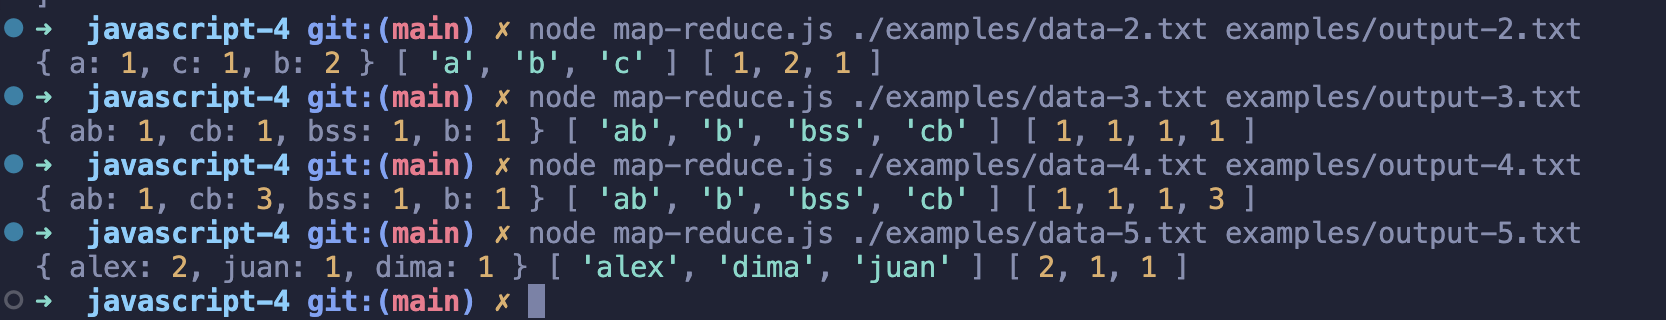 ]
➜ javascript-4 git:(main) ✗ node map-reduce.js ./examples/data-2.txt examples/output-2.txt
{ a: 1, c: 1, b: 2 } [ 'a', 'b', 'c' ] [ 1, 2, 1 ]
➜ javascript-4 git:(main) ✗ node map-reduce.js ./examples/data-3.txt examples/output-3.txt
{ ab: 1, cb: 1, bss: 1, b: 1 } [ 'ab', 'b', 'bss', 'cb' ] [ 1, 1, 1, 1 ]
➜ javascript-4 git:(main) ✗ node map-reduce.js ./examples/data-4.txt examples/output-4.txt
{ ab: 1, cb: 3, bss: 1, b: 1 } [ 'ab', 'b', 'bss', 'cb' ] [ 1, 1, 1, 3 ]
➜ javascript-4 git:(main) ✗ node map-reduce.js ./examples/data-5.txt examples/output-5.txt
{ alex: 2, juan: 1, dima: 1 } [ 'alex', 'dima', 'juan' ] [ 2, 1, 1 ]
➜ javascript-4 git:(main) ✗